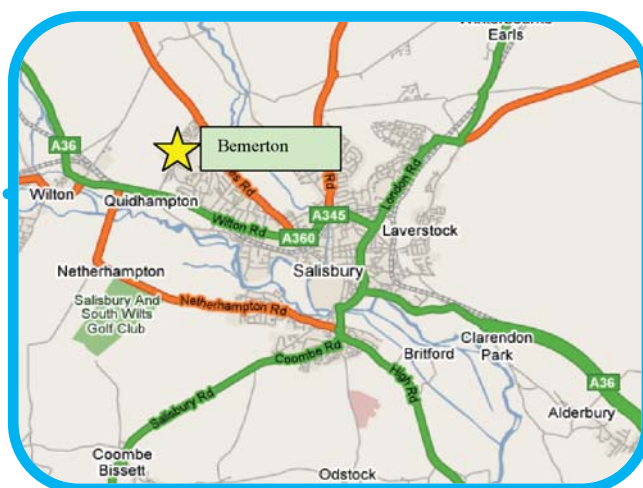 Winterbourne
Earls
A36
Bemerton
Rd
London Rd
Wilton
Quidhampton
Wilton Rd
A345
A360
Laverstock
Salisbury
Netherhampton
Salisbury And
South Wilts
Golf Club
Netherhampton Rd
Coombe Rd
Britford
Clarendon
Park
High Rd
A36
Salisbury Rd
Alderbury
Coombe
Bissett
Odstock